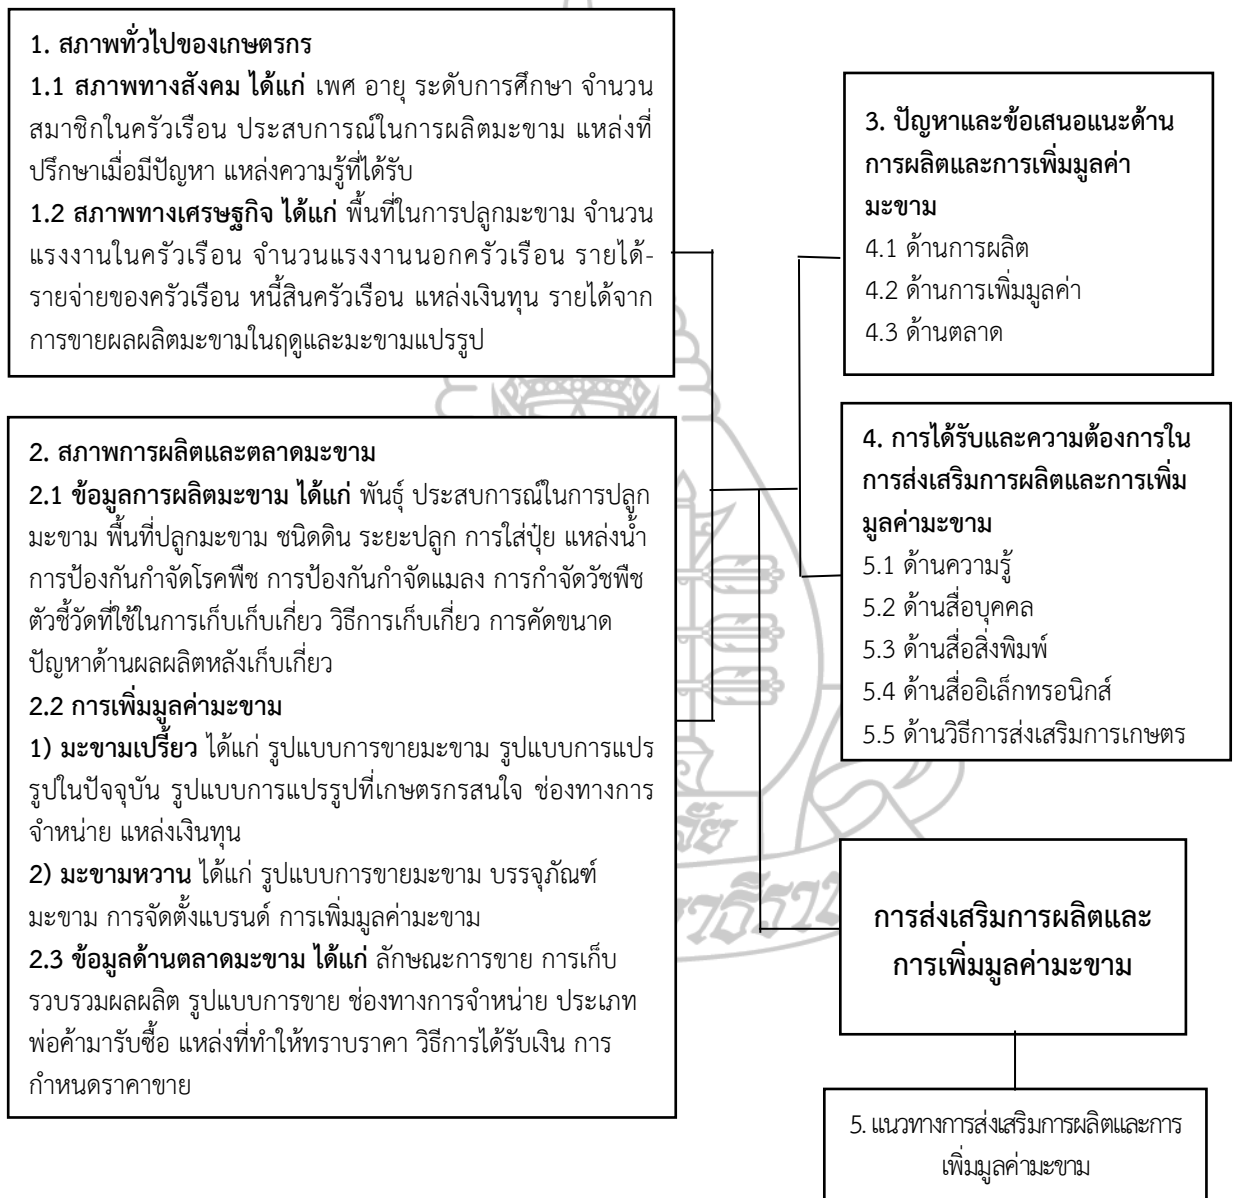 1. สภาพทั่วไปของเกษตรกร
1.1 สภาพทางสังคม ได้แก่ เพศ อายุ ระดับการศึกษา จำนวน
สมาชิกในครัวเรือน ประสบการณ์ในการผลิตมะขาม แหล่งที่
ปรึกษาเมื่อมีปัญหา แหล่งความรู้ที่ได้รับ
1.2 สภาพทางเศรษฐกิจ ได้แก่ พื้นที่ในการปลูกมะขาม จำนวน
แรงงานในครัวเรือน จำนวนแรงงานนอกครัวเรือน รายได้-
รายจ่ายของครัวเรือน หนี้สินครัวเรือน แหล่งเงินทุน รายได้จาก
การขายผลผลิตมะขามในฤดูและมะขามแปรรูป
2. สภาพการผลิตและตลาดมะขาม
2.1 ข้อมูลการผลิตมะขาม ได้แก่ พันธุ์ ประสบการณ์ในการปลูก
มะขาม พื้นที่ปลูกมะขาม ชนิดดิน ระยะปลูก การใส่ปุ๋ย แหล่งน้ำ
การป้องกันกำจัดโรคพืช การป้องกันกำจัดแมลง การกำจัดวัชพืช
ตัวชี้วัดที่ใช้ในการเก็บเก็บเกี่ยว วิธีการเก็บเกี่ยว การคัดขนาด
ปัญหาด้านผลผลิตหลังเก็บเกี่ยว
2.2 การเพิ่มมูลค่ามะขาม
1) มะขามเปรี้ยว ได้แก่ รูปแบบการขายมะขาม รูปแบบการแปร
รูปในปัจจุบัน รูปแบบการแปรรูปที่เกษตรกรสนใจ ช่องทางการ
จำหน่าย แหล่งเงินทุน
2) มะขามหวาน ได้แก่ รูปแบบการขายมะขาม บรรจุภัณฑ์
มะขาม การจัดตั้งแบรนด์ การเพิ่มมูลค่ามะขาม
2.3 ข้อมูลด้านตลาดมะขาม ได้แก่ ลักษณะการขาย การเก็บ
รวบรวมผลผลิต รูปแบบการขาย ช่องทางการจำหน่าย ประเภท
พ่อค้ามารับซื้อ แหล่งที่ทำให้ทราบราคา วิธีการได้รับเงิน การ
กำหนดราคาขาย
3. ปัญหาและข้อเสนอแนะด้าน
การผลิตและการเพิ่มมูลค่า
มะขาม
4.1 ด้านการผลิต
4.2 ด้านการเพิ่มมูลค่า
4.3 ด้านตลาด
4. การได้รับและความต้องการใน
การส่งเสริมการผลิตและการเพิ่ม
มูลค่ามะขาม
5.1 ด้านความรู้
5.2 ด้านสื่อบุคคล
5.3 ด้านสื่อสิ่งพิมพ์
5.4 ด้านสื่ออิเล็กทรอนิกส์
5.5 ด้านวิธีการส่งเสริมการเกษตร
การส่งเสริมการผลิตและ
การเพิ่มมูลค่ามะขาม
5. แนวทางการส่งเสริมการผลิตและการ
เพิ่มมูลค่ามะขาม